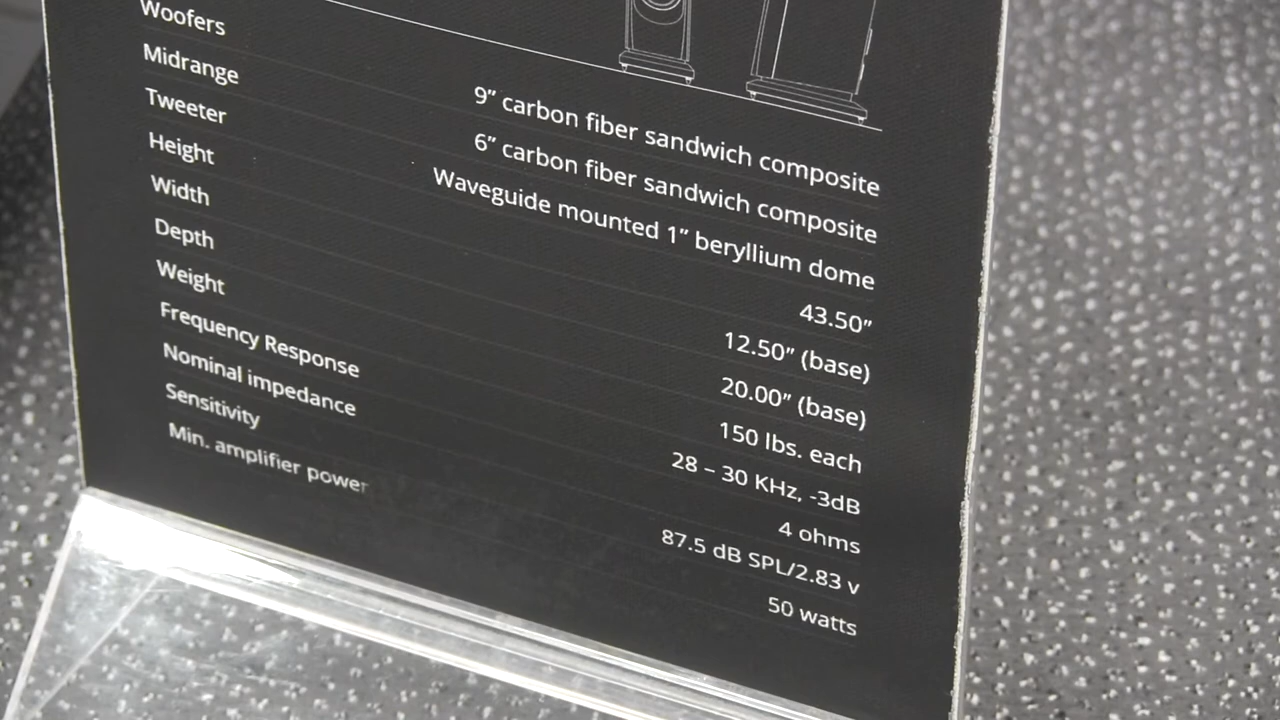 Woofers 9” carbon fiber sandwich composite
Midrange 6” carbon fiber sandwich composite
Tweeter Waveguide mounted 1” beryllium dome
Height 43.50”
Width 12.50” (base)
Depth 20.00” (base)
Weight 150 lbs. each
Frequency Response 28 – 30 KHz, -3dB
Nominal impedance 4 ohms
Sensitivity 87.5 dB SPL/2.83 v
Min. amplifier power 50 watts